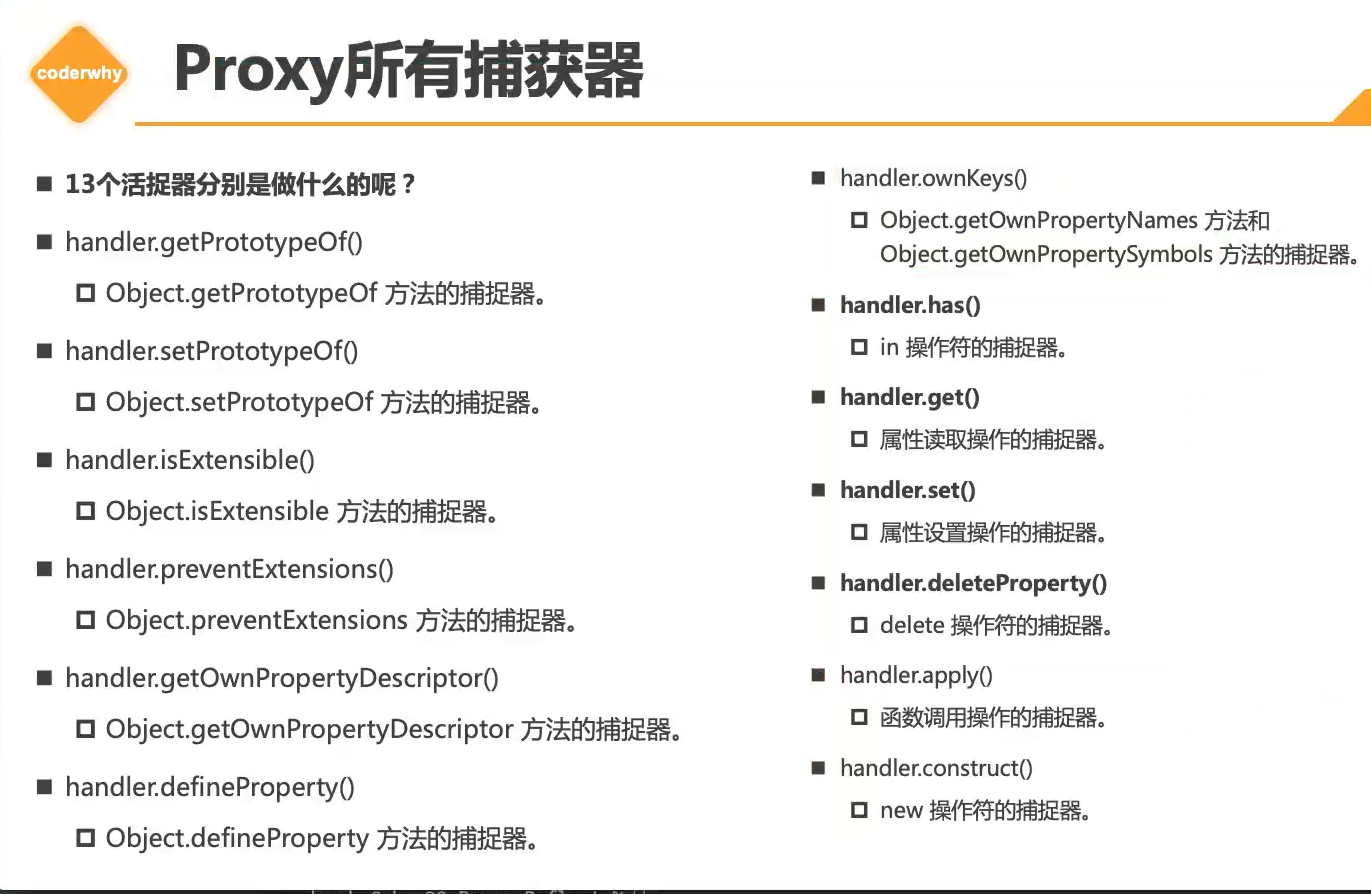 coderwhy
Proxy所有捕获器
13个活捉器分别是做什么的呢？
handler.getPrototypeOf()
Object.getPrototypeOf 方法的捕捉器。
handler.setPrototypeOf()
Object.setPrototypeOf 方法的捕捉器。
handler.isExtensible()
Object.isExtensible 方法的捕捉器。
handler.preventExtensions()
Object.preventExtensions 方法的捕捉器。
handler.getOwnPropertyDescriptor()
Object.getOwnPropertyDescriptor 方法的捕捉器。
handler.defineProperty()
Object.defineProperty 方法的捕捉器。
handler.ownKeys()
Object.getOwnPropertyNames 方法和
Object.getOwnPropertySymbols 方法的捕捉器。
handler.has()
in 操作符的捕捉器。
handler.get()
属性读取操作的捕捉器。
handler.set()
属性设置操作的捕捉器。
handler.deleteProperty()
delete 操作符的捕捉器。
handler.apply()
函数调用操作的捕捉器。
handler.construct()
new 操作符的捕捉器。